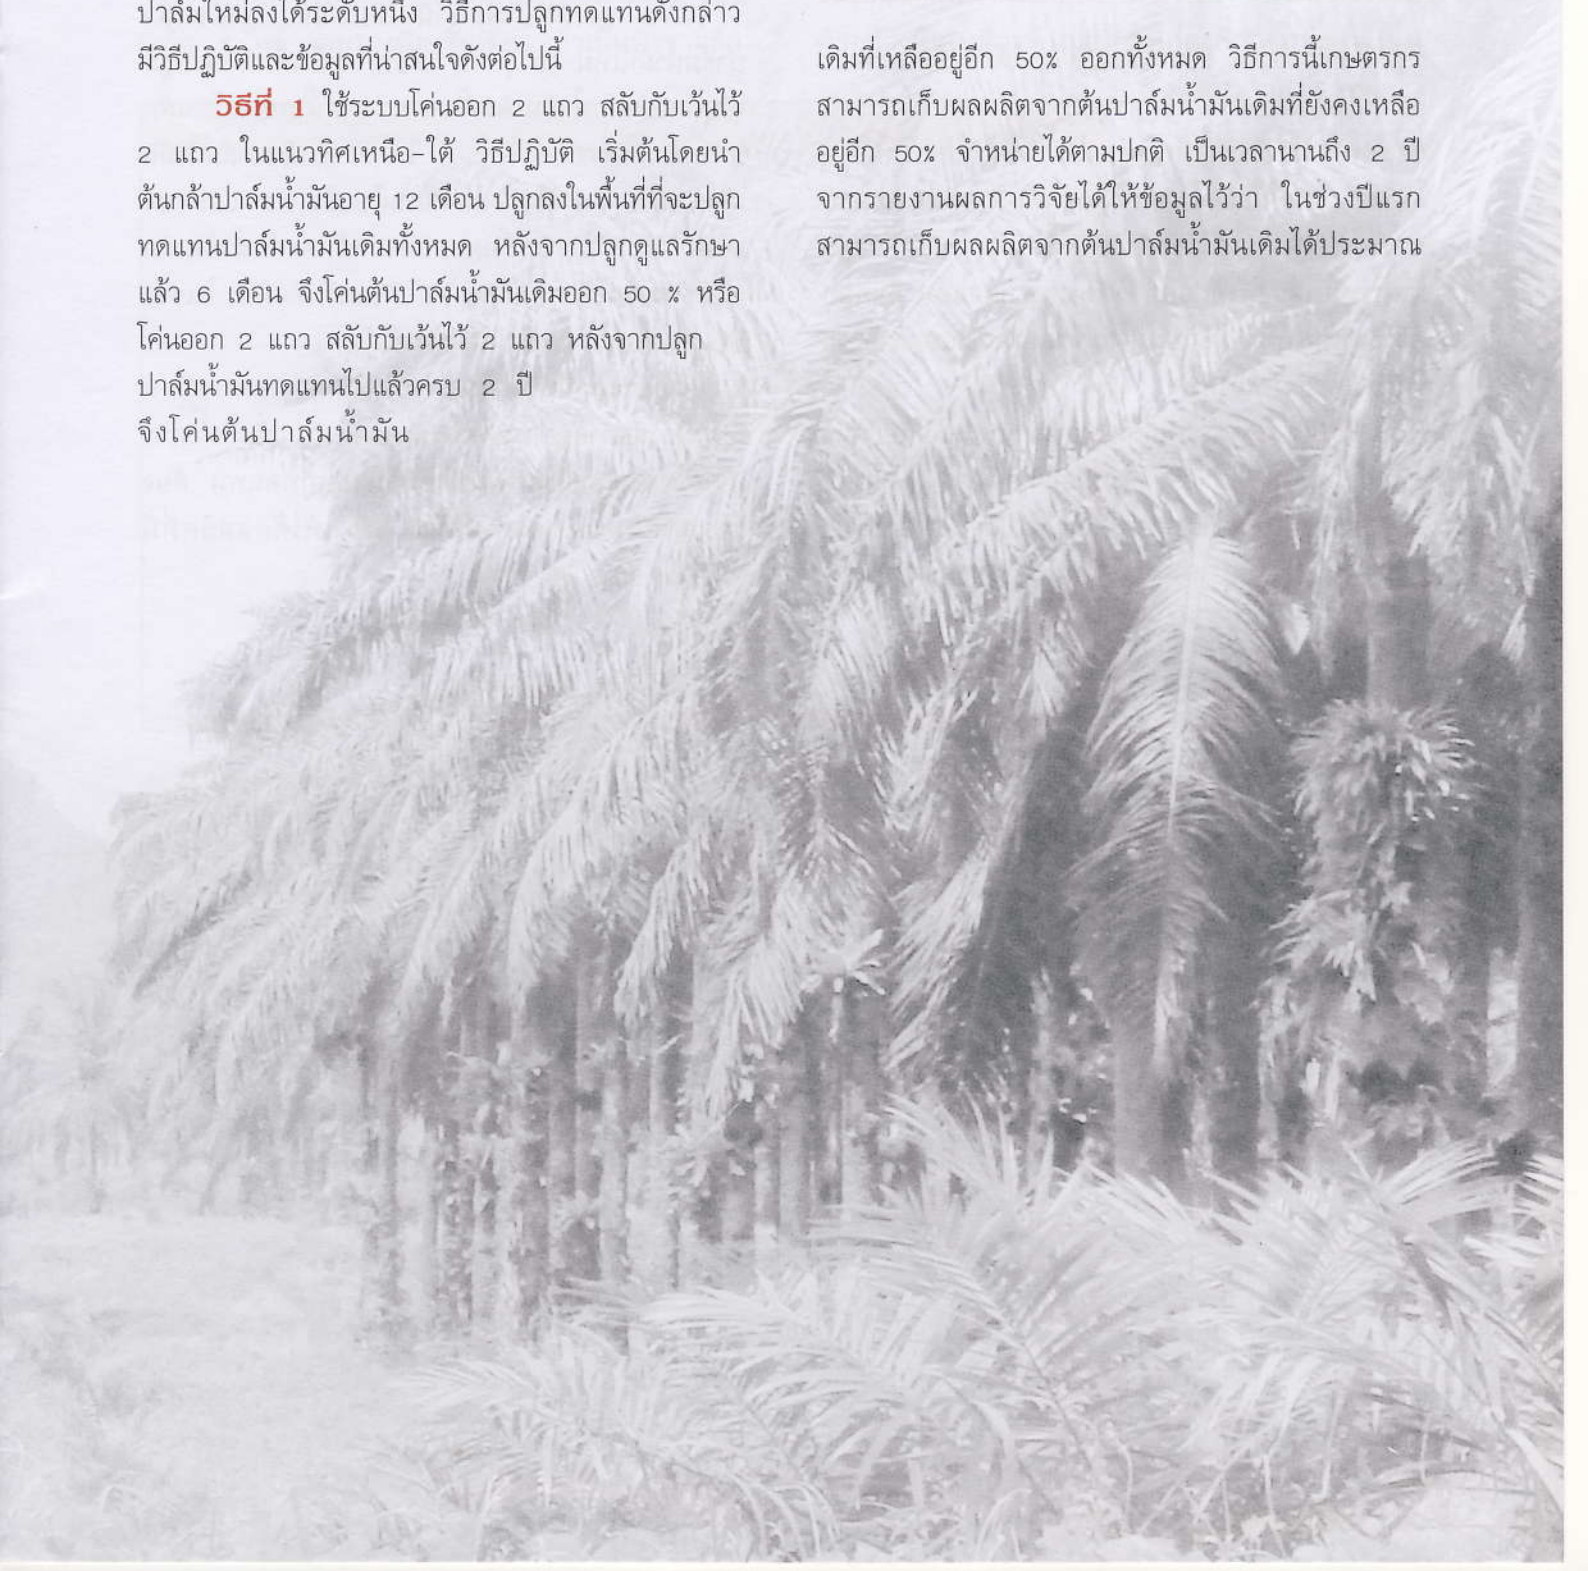 ปาล์มใหม่ลงได้ระดับหนึ่ง วิธีการปลูกทดแทนดังกล่าว
มีวิธีปฏิบัติและข้อมูลที่น่าสนใจดังต่อไปนี้
วิธีที่ 1 ใช้ระบบโค่นออก 2 แถว สลับกับเว้นไว้
2 แถว ในแนวทิศเหนือ-ใต้ วิธีปฏิบัติ เริ่มต้นโดยนำ
ต้นกล้าปาล์มน้ำมันอายุ 12 เดือน ปลูกลงในพื้นที่ที่จะปลูก
ทดแทนปาล์มน้ำมันเดิมทั้งหมด หลังจากปลูกดูแลรักษา
แล้ว 6 เดือน จึงโค่นต้นปาล์มน้ำมันเดิมออก 50 % หรือ
โค่นออก 2 แถว สลับกับเว้นไว้ 2 แถว หลังจากปลูก
ปาล์มน้ำมันทดแทนไปแล้วครบ 2 ปี
จึงโค่นต้นปาล์มน้ำมัน
เดิมที่เหลืออยู่อีก 50% ออกทั้งหมด วิธีการนี้เกษตรกร
สามารถเก็บผลผลิตจากต้นปาล์มน้ำมันเดิมที่ยังคงเหลือ
อยู่อีก 50% จำหน่ายได้ตามปกติ เป็นเวลานานถึง 2 ปี
จากรายงานผลการวิจัยได้ให้ข้อมูลไว้ว่า ในช่วงปีแรก
สามารถเก็บผลผลิตจากต้นปาล์มน้ำมันเดิมได้ประมาณ